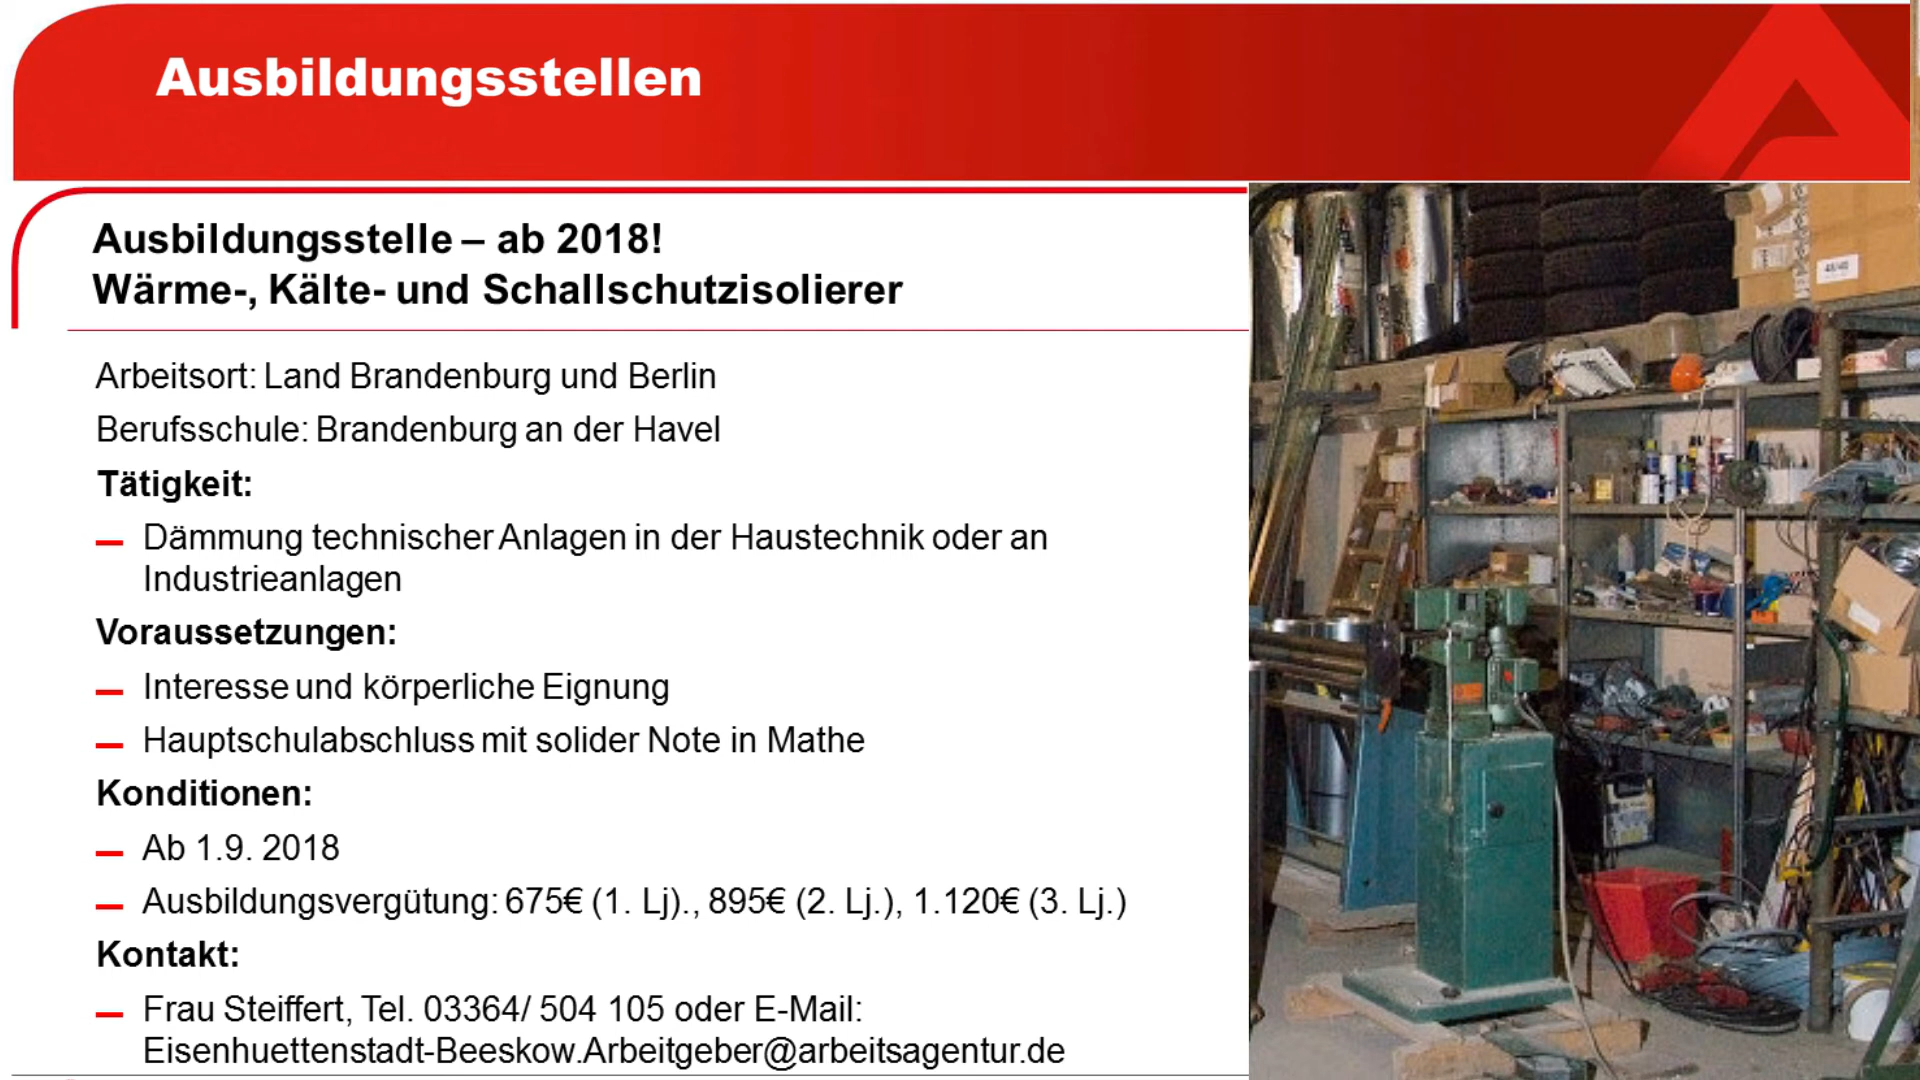 Ausbildungsstellen
Ausbildungsstelle – ab 2018!
Wärme-, Kälte- und Schallschutzisolierer
Arbeitsort: Land Brandenburg und Berlin
Berufsschule: Brandenburg an der Havel
Tätigkeit:
Dämmung technischer Anlagen in der Haustechnik oder an
Industrieanlagen
Voraussetzungen:
Interesse und körperliche Eignung
Hauptschulabschluss mit solider Note in Mathe
Konditionen:
Ab 1.9. 2018
Ausbildungsvergütung: 675€ (1. Lj)., 895€ (2. Lj.), 1.120€ (3. Lj.)
Kontakt:
Frau Steiffert, Tel. 03364/ 504 105 oder E-Mail:
Eisenhuettenstadt-Beeskow.Arbeitgeber@arbeitsagentur.de